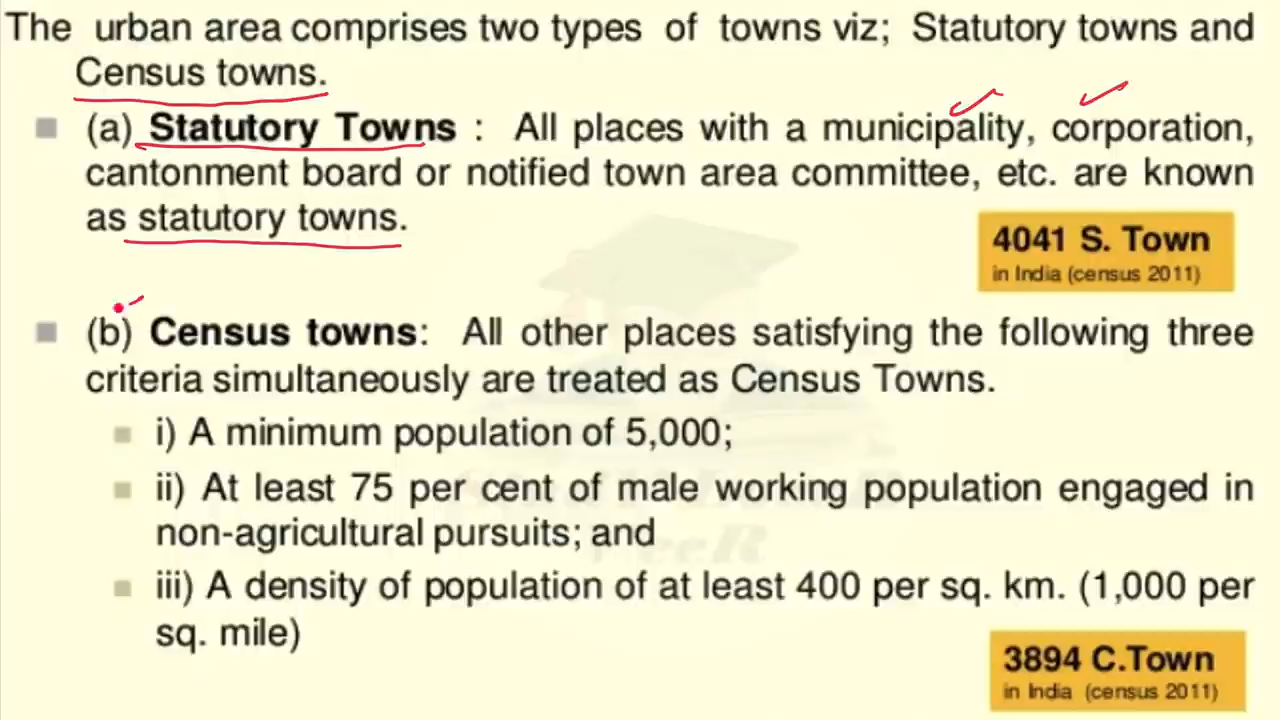 The urban area comprises two types of towns viz; Statutory towns and
Census towns.
(a) Statutory Towns : All places with a municipality, corporation,
cantonment board or notified town area committee, etc. are known
as statutory towns.
4041 S. Town
in India (census 2011)
(b) Census towns: All other places satisfying the following three
criteria simultaneously are treated as Census Towns.
i) A minimum population of 5,000;
ii) At least 75 per cent of male working population engaged in
non-agricultural pursuits; and
iii) A density of population of at least 400 per sq. km. (1,000 per
sq. mile)
3894 C.Town
in India (census 2011)